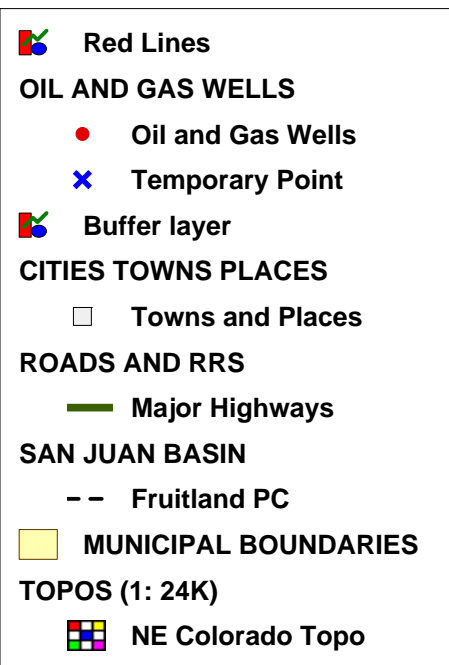 Red Lines
OIL AND GAS WELLS
Oil and Gas Wells
Temporary Point
Buffer layer
CITIES TOWNS PLACES
Towns and Places
ROADS AND RRS
Major Highways
SAN JUAN BASIN
Fruitland PC
MUNICIPAL BOUNDARIES
TOPOS (1: 24K)
NE Colorado Topo